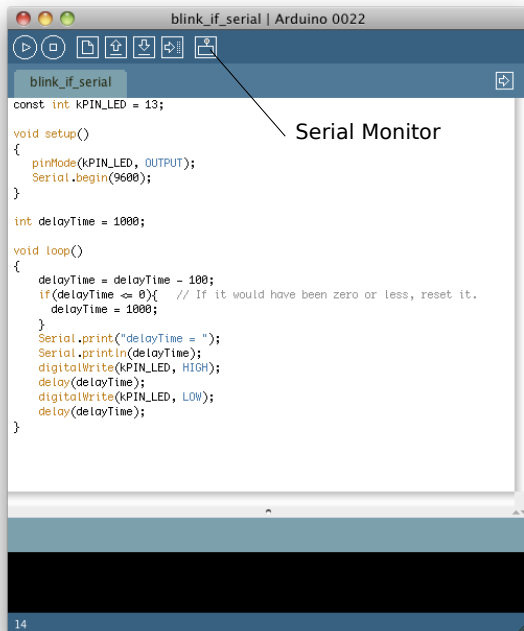 blink_if_serial | Arduino 0022
blink_if_serial
Serial Monitor
const int kPIN_LED = 13;
void setup()
{
pinMode(kPIN_LED, OUTPUT);
Serial.begin(9600);
}
int delayTime = 1000;
void loop()
{
delayTime = delayTime - 100;
if(delayTime <= 0){ // If it would have been zero or less, reset it.
delayTime = 1000;
}
Serial.print("delayTime = ");
Serial.println(delayTime);
digitalWrite(kPIN_LED, HIGH);
delay(delayTime);
digitalWrite(kPIN_LED, LOW);
delay(delayTime);
}
14